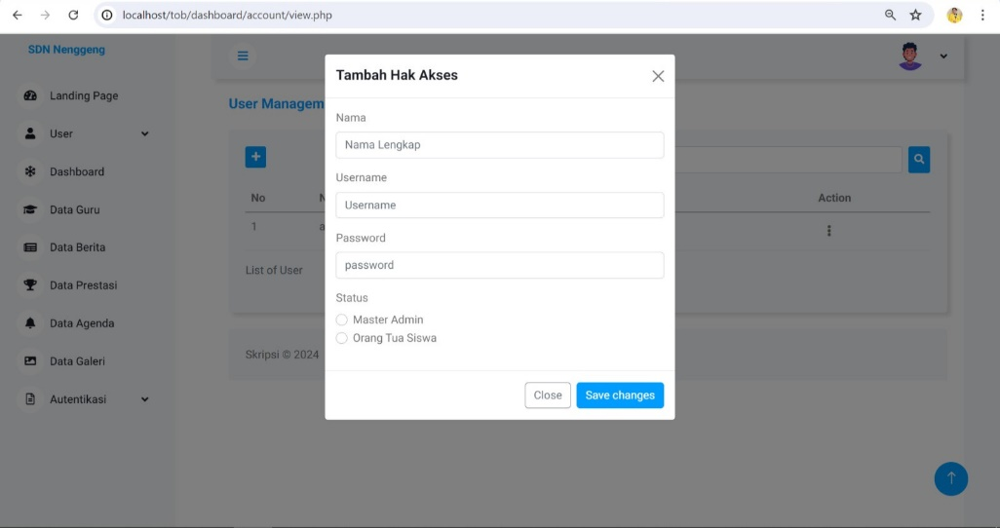 localhost/tob/dashboard/account/view.php
SDN Nenggeng
Landing Page
User
Dashboard
Data Guru
Data Berita
Data Prestasi
Data Agenda
Data Galeri
Autentikasi
User Managem
No N Action
1 a
List of User
Skripsi © 2024
Tambah Hak Akses
Nama
Nama Lengkap
Username
Username
Password
password
Status
Master Admin
Orang Tua Siswa
Close Save changes